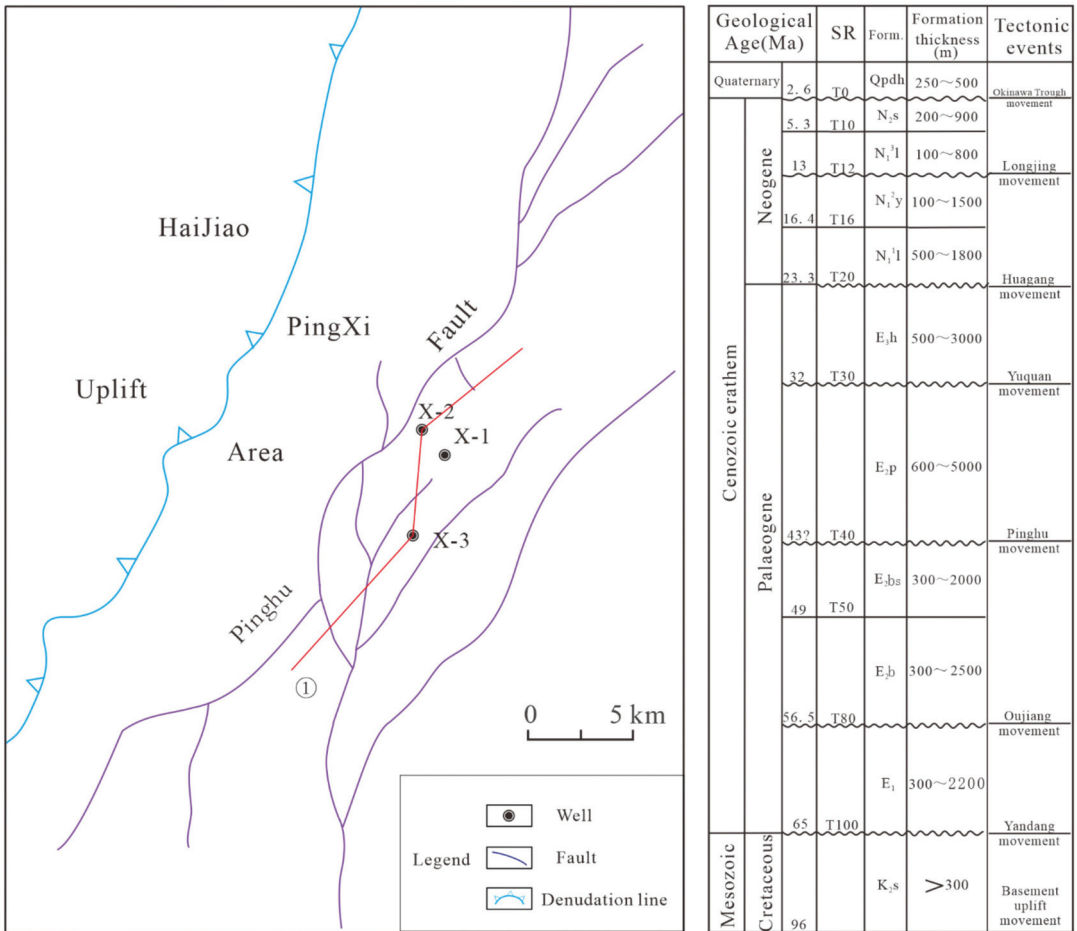 HaiJiao
PingXi
Fault
Uplift
X-2
X-1
Area
X-3
Pinghu
①
0 5 km
Legend
Well
Fault
Denudation line
Geological Age(Ma) SR Form. Formation thickness (m) Tectonic events
Quaternary 2.6 T0 Qpdh 250～500 Okinawa Trough movement
Cenozoic erathem
Neogene
5.3 T10 N₂s 200～900
13 T12 N₁³l 100～800 Longjing movement
16.4 T16 N₁²y 100～1500
23.3 T20 N₁¹l 500～1800 Huagang movement
Palaeogene
32 T30 E₃h 500～3000 Yuquan movement
43? T40 E₂p 600～5000 Pinghu movement
49 T50 E₂bs 300～2000
56.5 T80 E₂b 300～2500 Oujiang movement
65 T100 E₁ 300～2200 Yandang movement
Mesozoic
Cretaceous
96 K₂s >300 Basement uplift movement